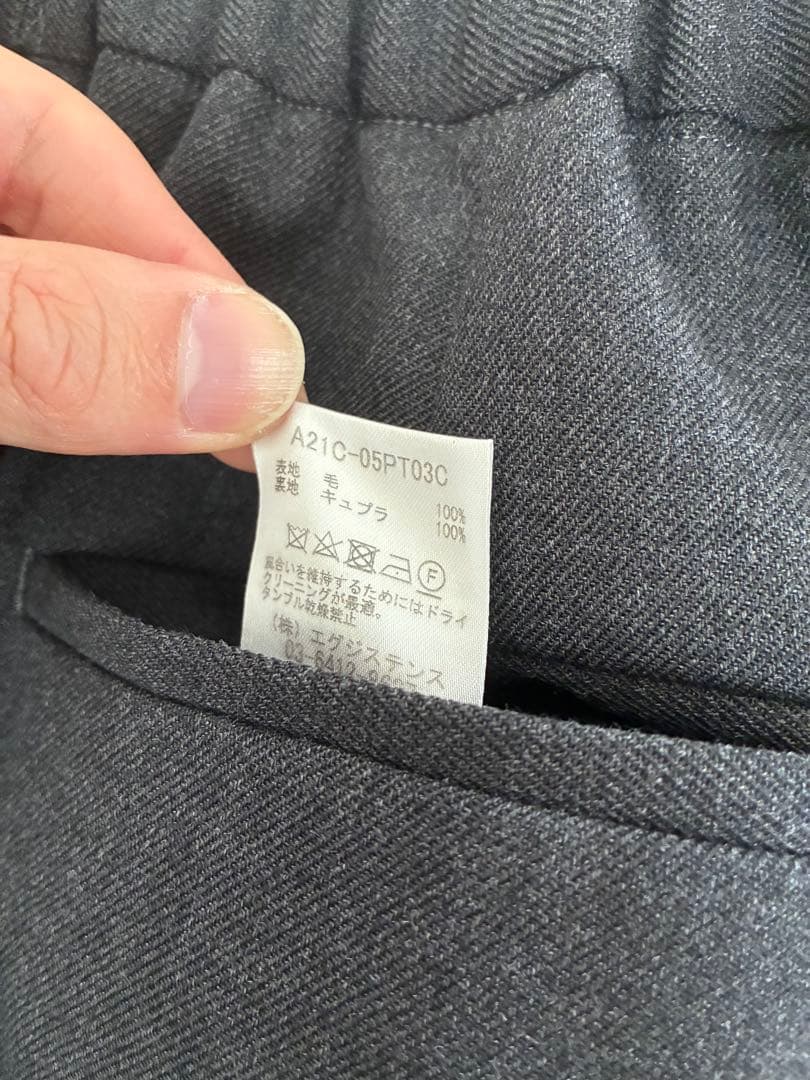 A21C-05PT03C
表地 毛 100%
裏地 キュプラ 100%
F
風合いを維持するためにはドライ
クリーニングが最適。
タンブル乾燥禁止
(株) エグジステンス
03-6412-